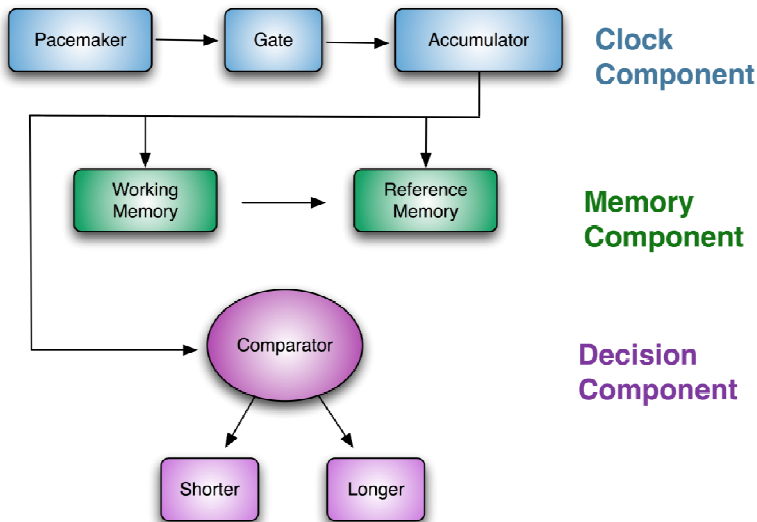 Pacemaker
Gate
Accumulator
Clock
Component
Working
Memory
Reference
Memory
Memory
Component
Comparator
Decision
Component
Shorter
Longer